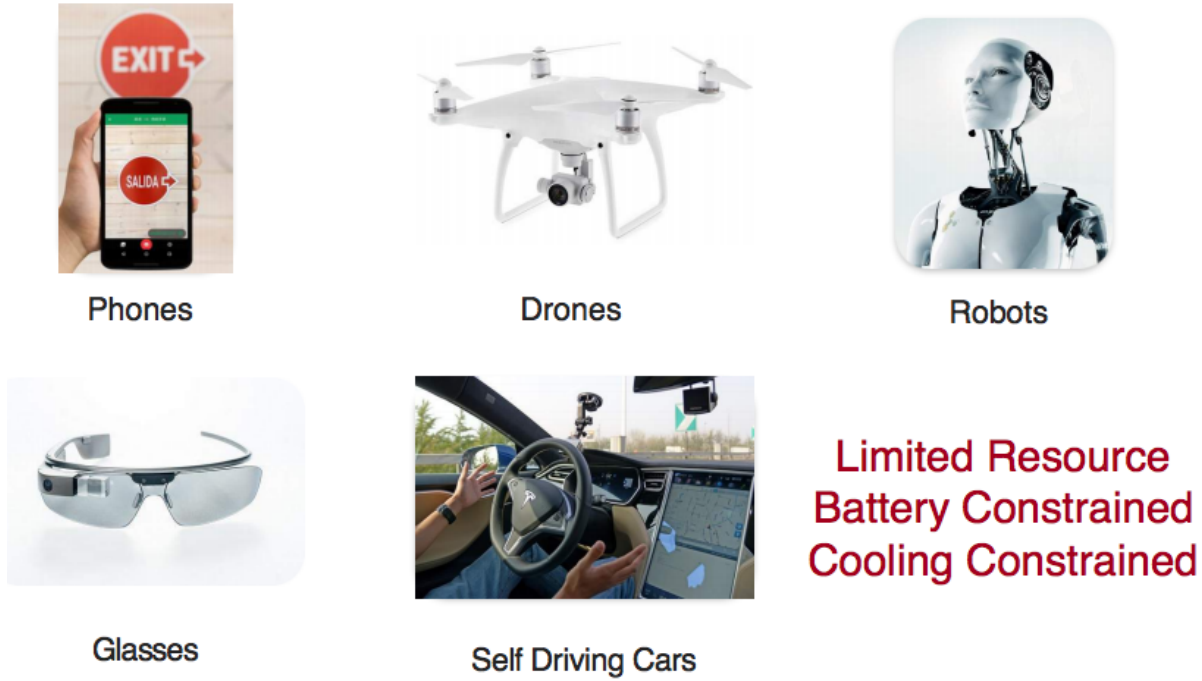 EXIT
SALIDA
Phones
Drones
Robots
Glasses
Self Driving Cars
Limited Resource
Battery Constrained
Cooling Constrained